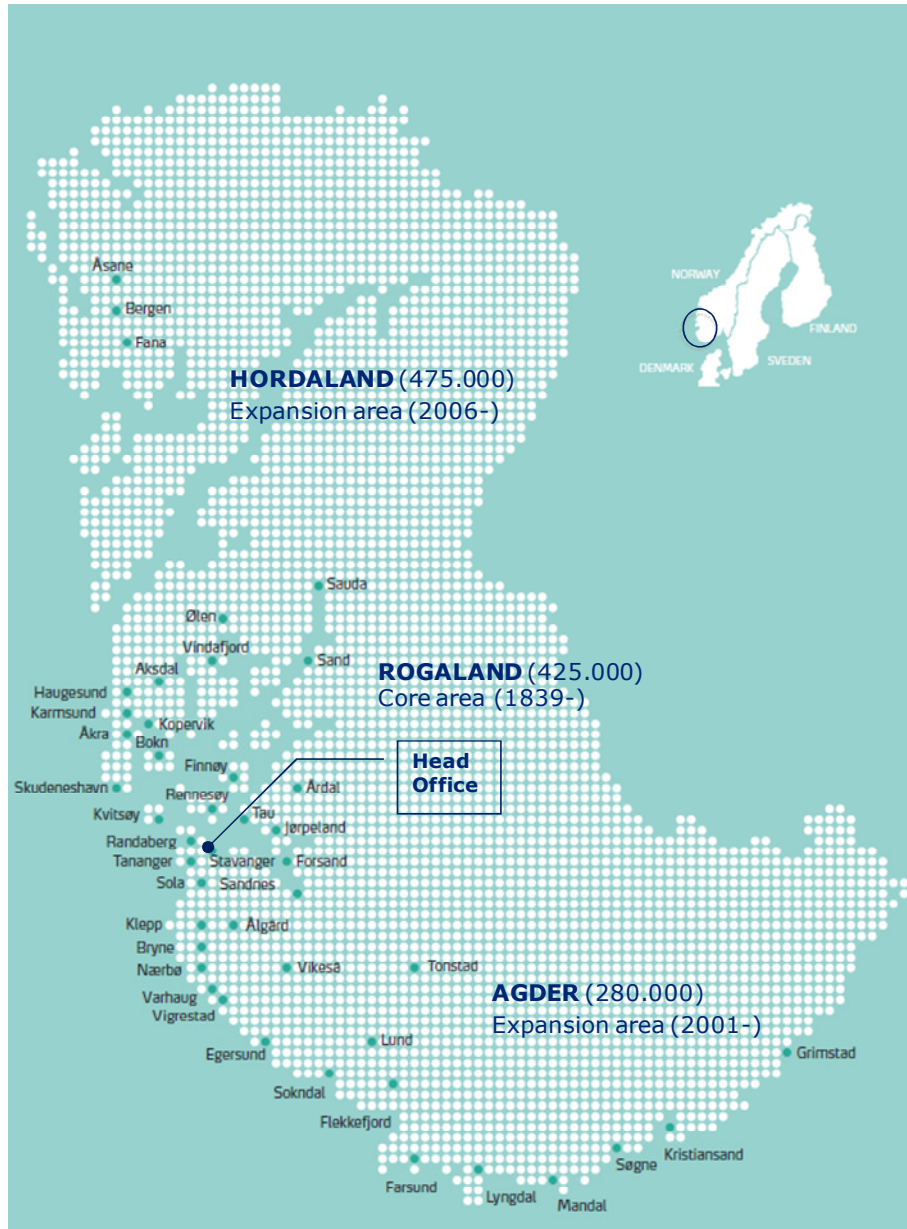 Åsane
Bergen
Fana
NORWAY
FINLAND
SVEDEN
DENMARK
HORDALAND (475.000)
Expansion area (2006-)
Sauda
Ølen
Vindafjord
Sand
Aksdal
ROGALAND (425.000)
Core area (1839-)
Haugesund
Karmsund
Kopervik
Åkra
Bokn
Head
Office
Finnøy
Skudeneshavn
Årdal
Rennesøy
Kvitsøy
Tau
Jørpeland
Randaberg
Tananger
Stavanger
Forsand
Sola
Sandnes
Klepp
Ålgård
Bryne
Nærbø
Vikeså
Tonstad
Varhaug
Vigrestad
AGDER (280.000)
Expansion area (2001-)
Egersund
Lund
Grimstad
Sokndal
Flekkefjord
Kristiansand
Søgne
Farsund
Lyngdal
Mandal